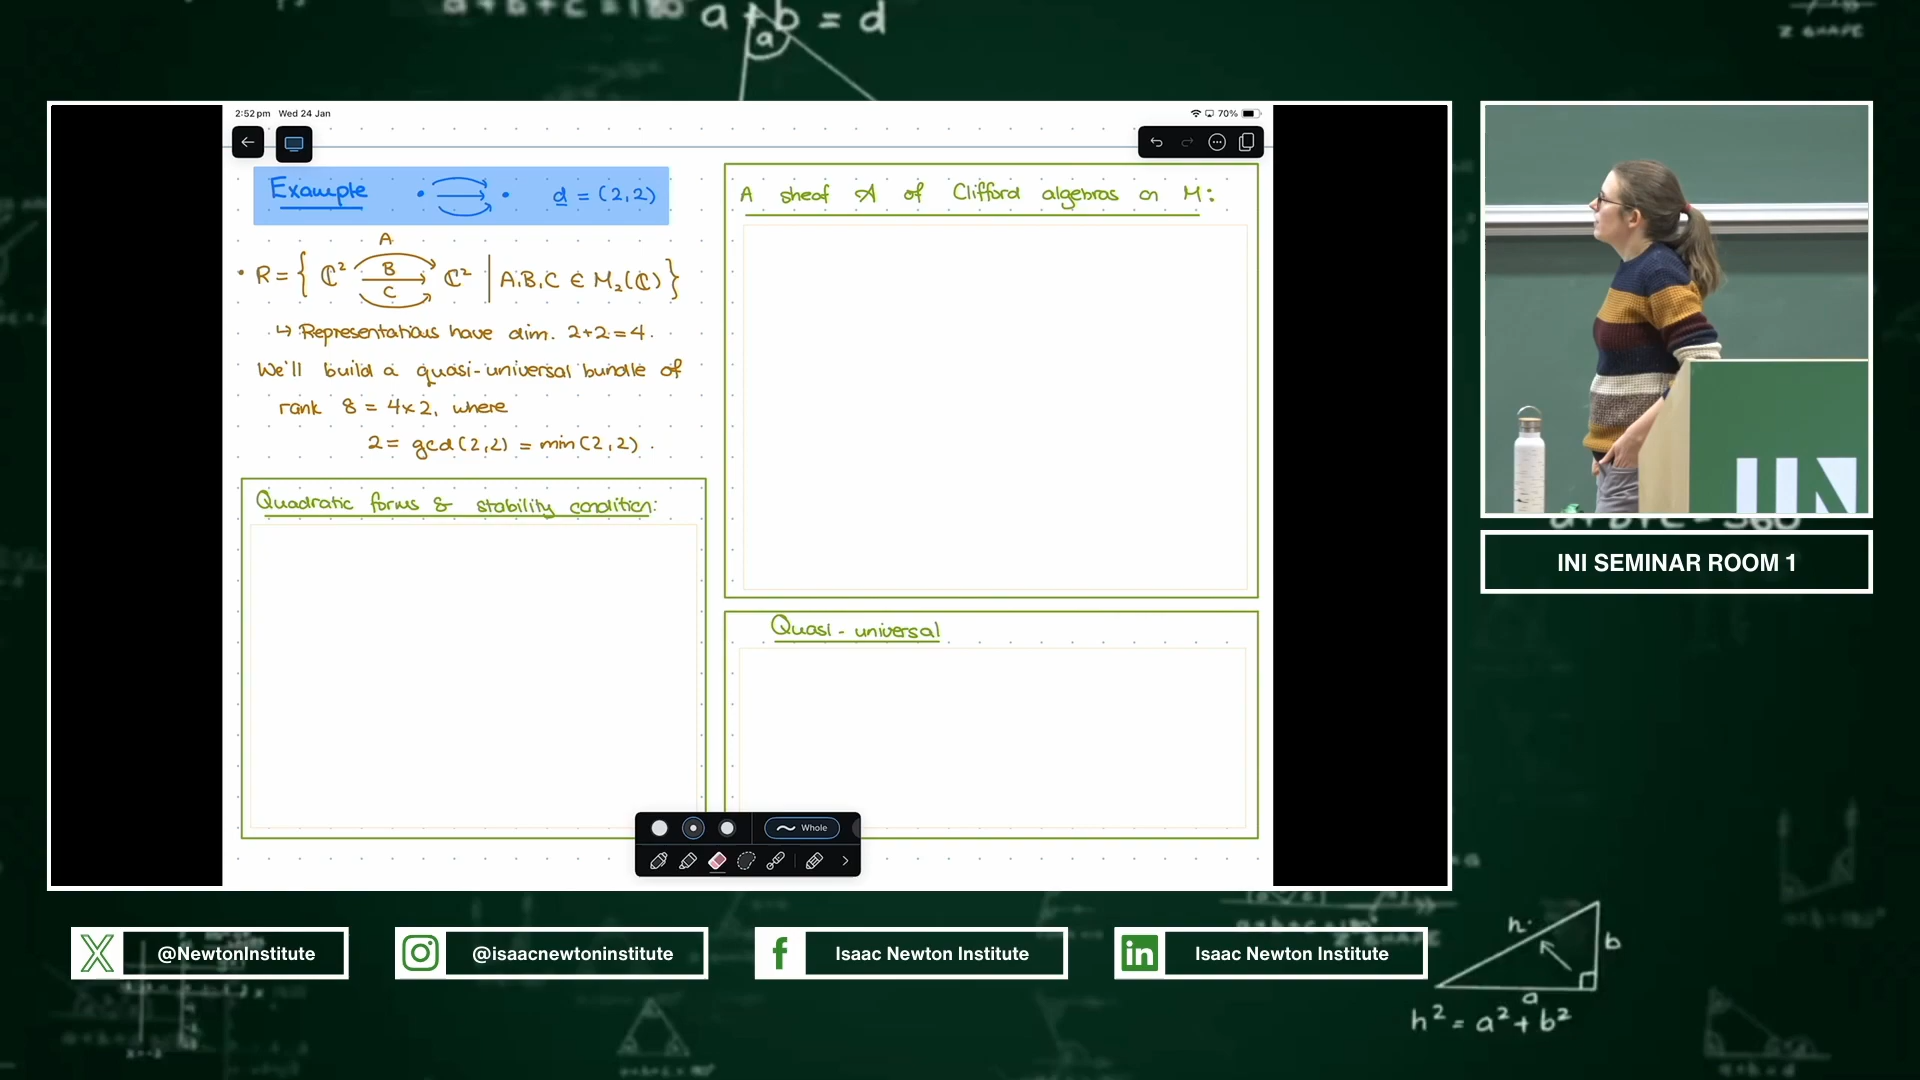 a + b + c = 180°
a + b = d
a
Z SHAPE
2:52 pm Wed 24 Jan
70%
Example d = (2,2)
A
• R = { ℂ² B ℂ² | A,B,C ∈ M₂(ℂ) }
C
↳ Representations have dim. 2+2=4.
We'll build a quasi-universal bundle of
rank 8 = 4×2, where
2 = gcd(2,2) = min(2,2).
Quadratic forms & stability condition:
A sheaf 𝒜 of Clifford algebras on M:
Quasi-universal
Whole
INI SEMINAR ROOM 1
@NewtonInstitute
@isaacnewtoninstitute
Isaac Newton Institute
Isaac Newton Institute
h
b
a
h² = a² + b²